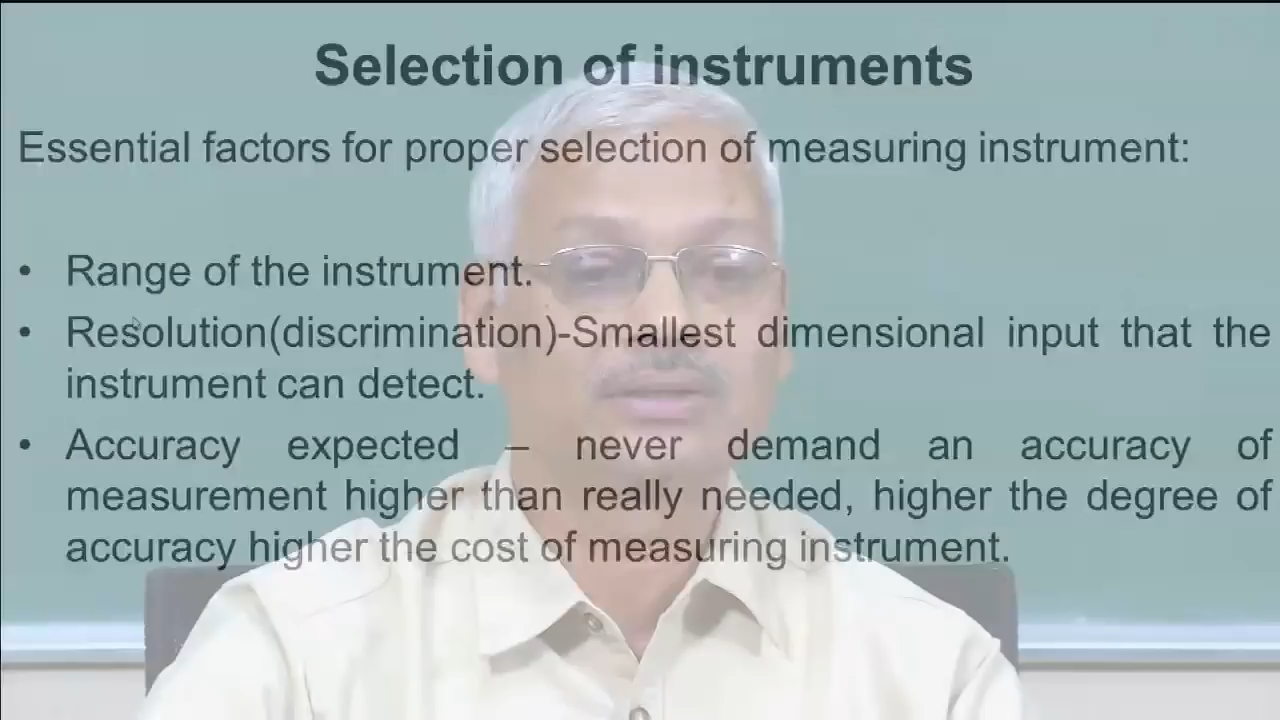 Selection of instruments
Essential factors for proper selection of measuring instrument:
• Range of the instrument.
• Resolution(discrimination)-Smallest dimensional input that the
instrument can detect.
• Accuracy expected – never demand an accuracy of
measurement higher than really needed, higher the degree of
accuracy higher the cost of measuring instrument.